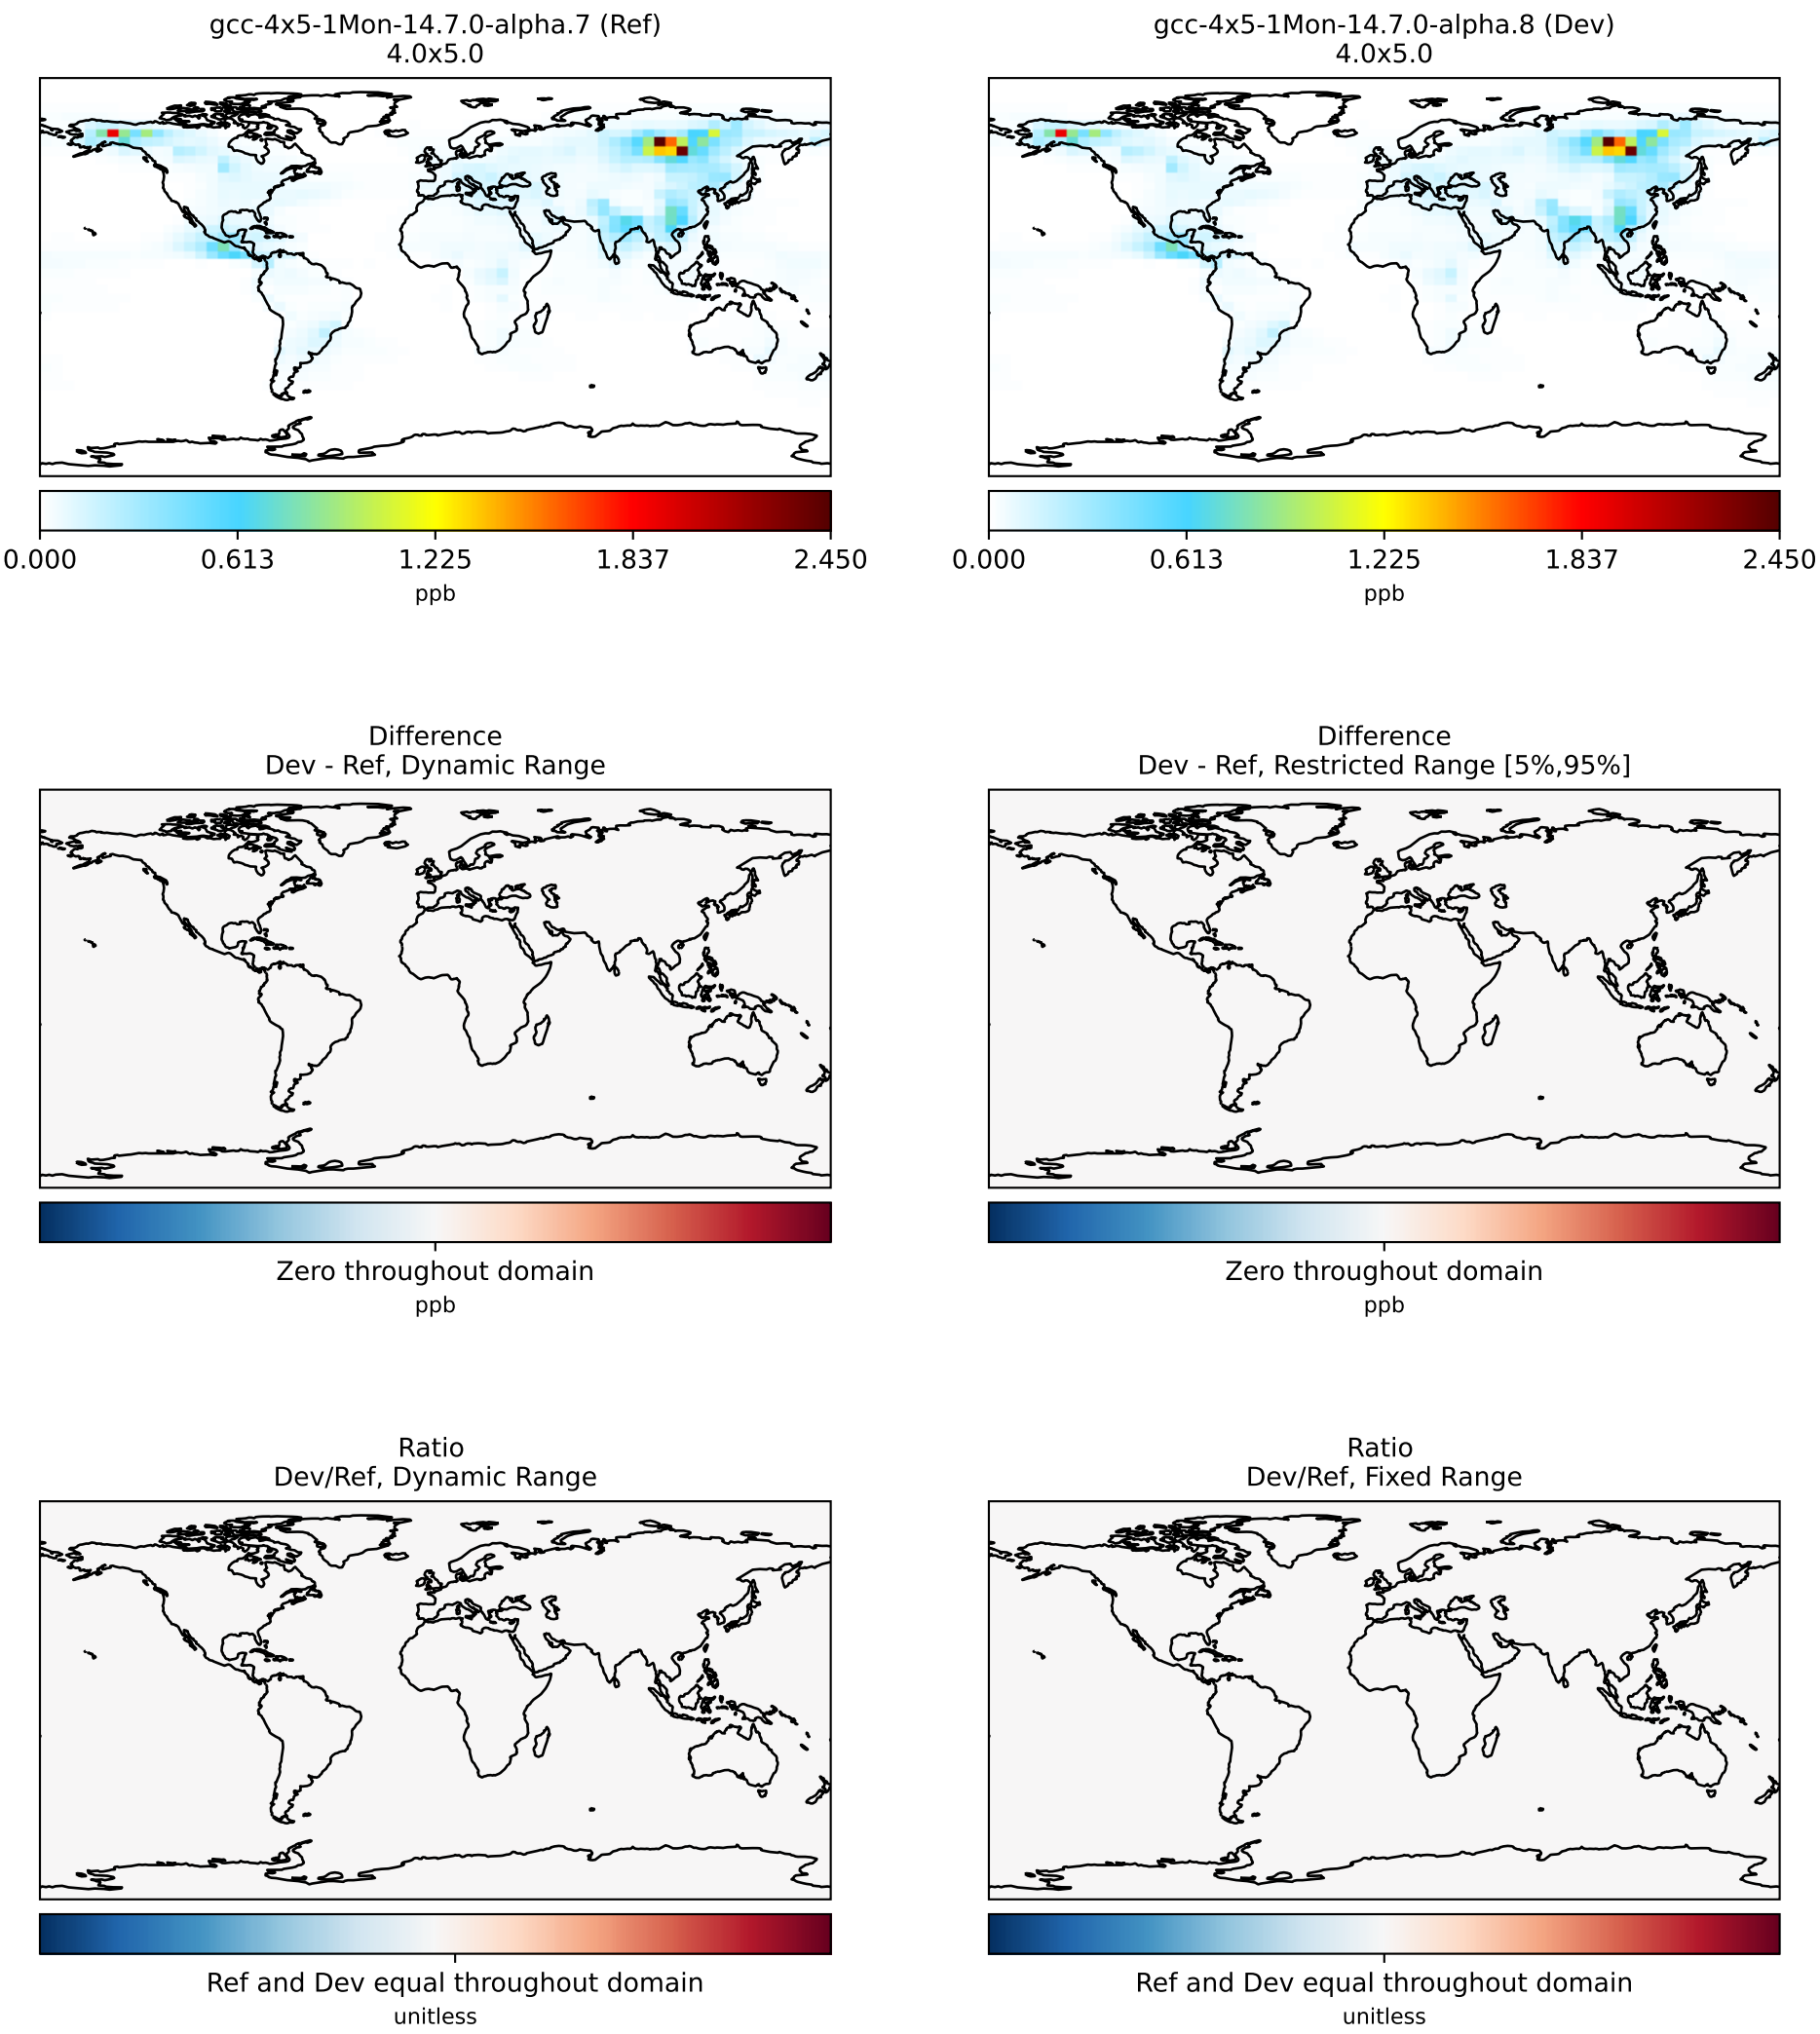 gcc-4x5-1Mon-14.7.0-alpha.7 (Ref)
4.0x5.0
gcc-4x5-1Mon-14.7.0-alpha.8 (Dev)
4.0x5.0
0.000 0.613 1.225 1.837 2.450
ppb
0.000 0.613 1.225 1.837 2.450
ppb
Difference
Dev - Ref, Dynamic Range
Difference
Dev - Ref, Restricted Range [5%,95%]
Zero throughout domain
ppb
Zero throughout domain
ppb
Ratio
Dev/Ref, Dynamic Range
Ratio
Dev/Ref, Fixed Range
Ref and Dev equal throughout domain
unitless
Ref and Dev equal throughout domain
unitless